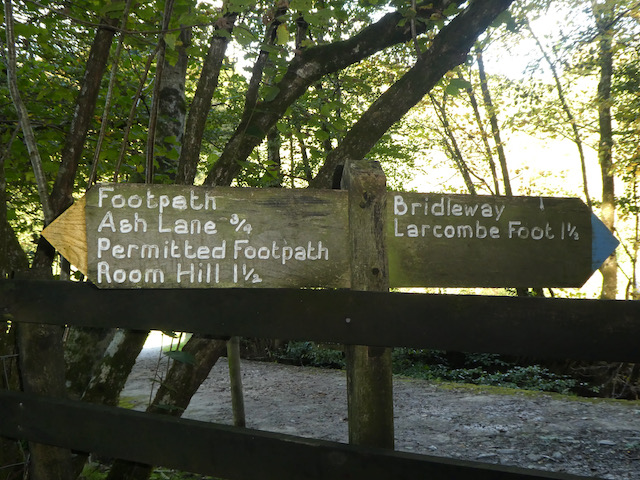 Footpath
Ash Lane ¾
Permitted Footpath
Room Hill 1½
Bridleway
Larcombe Foot 1½